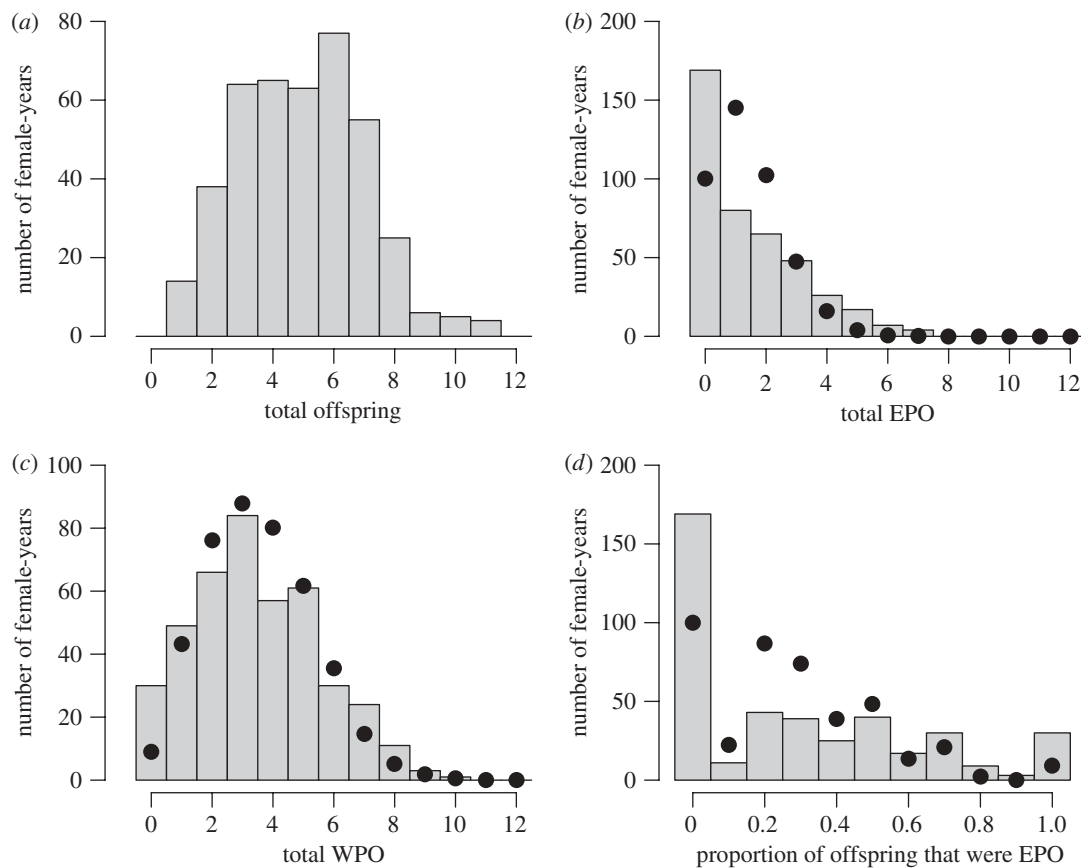 (a)
80
60
40
20
0
number of female-years
0 2 4 6 8 10 12
total offspring
(b)
200
150
100
50
0
number of female-years
0 2 4 6 8 10 12
total EPO
(c)
100
80
60
40
20
0
number of female-years
0 2 4 6 8 10 12
total WPO
(d)
200
150
100
50
0
number of female-years
0 0.2 0.4 0.6 0.8 1.0
proportion of offspring that were EPO